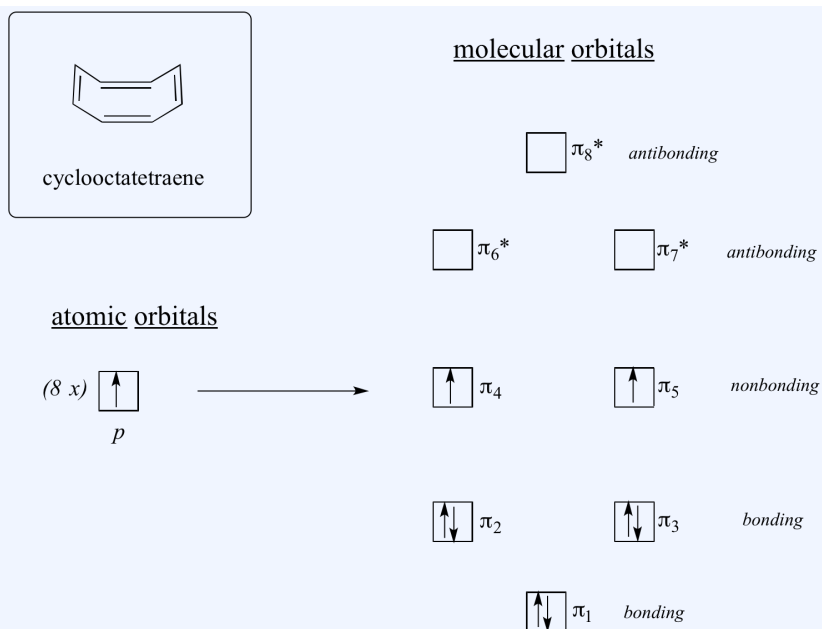 cyclooctatetraene
molecular orbitals
π8* antibonding
π6* π7* antibonding
atomic orbitals
(8 x)
p
π4 π5 nonbonding
π2 π3 bonding
π1 bonding